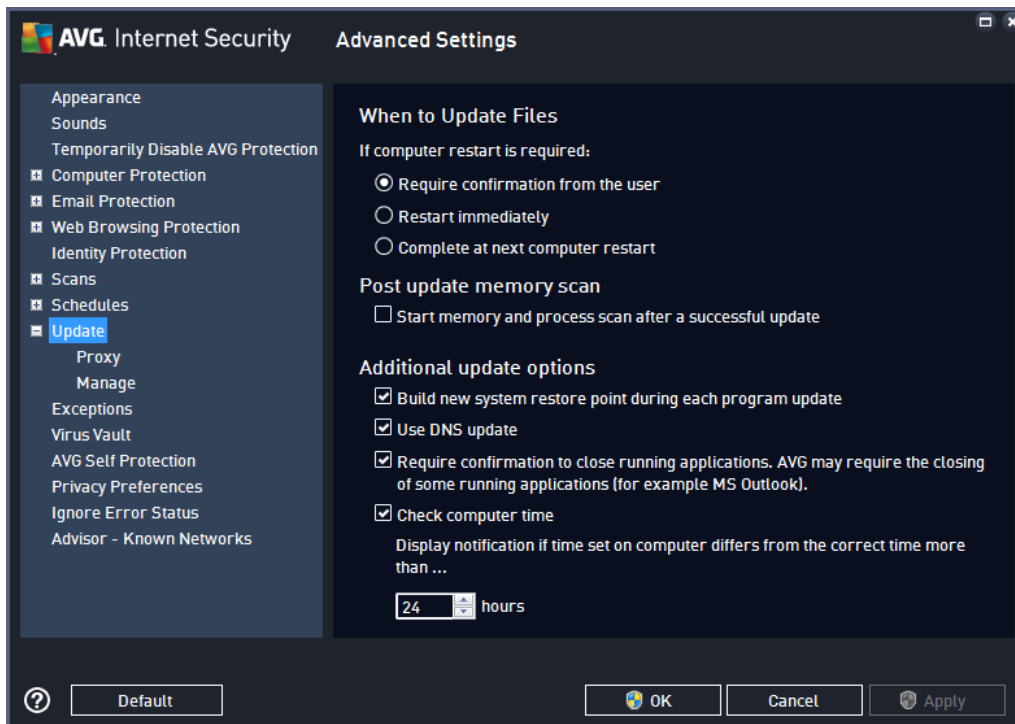 AVG. Internet Security
Advanced Settings
Appearance
Sounds
Temporarily Disable AVG Protection
Computer Protection
Email Protection
Web Browsing Protection
Identity Protection
Scans
Schedules
Update
Proxy
Manage
Exceptions
Virus Vault
AVG Self Protection
Privacy Preferences
Ignore Error Status
Advisor - Known Networks
When to Update Files
If computer restart is required:
Require confirmation from the user
Restart immediately
Complete at next computer restart
Post update memory scan
Start memory and process scan after a successful update
Additional update options
Build new system restore point during each program update
Use DNS update
Require confirmation to close running applications. AVG may require the closing
of some running applications (for example MS Outlook).
Check computer time
Display notification if time set on computer differs from the correct time more
than ...
24 hours
? Default OK Cancel Apply